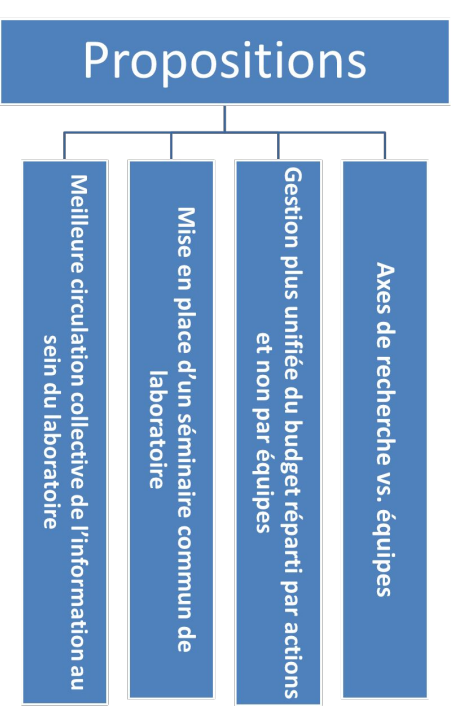 Propositions
Meilleure circulation collective de l’information au
sein du laboratoire
Mise en place d’un séminaire commun de
laboratoire
Gestion plus unifiée du budget réparti par actions
et non par équipes
Axes de recherche vs. équipes